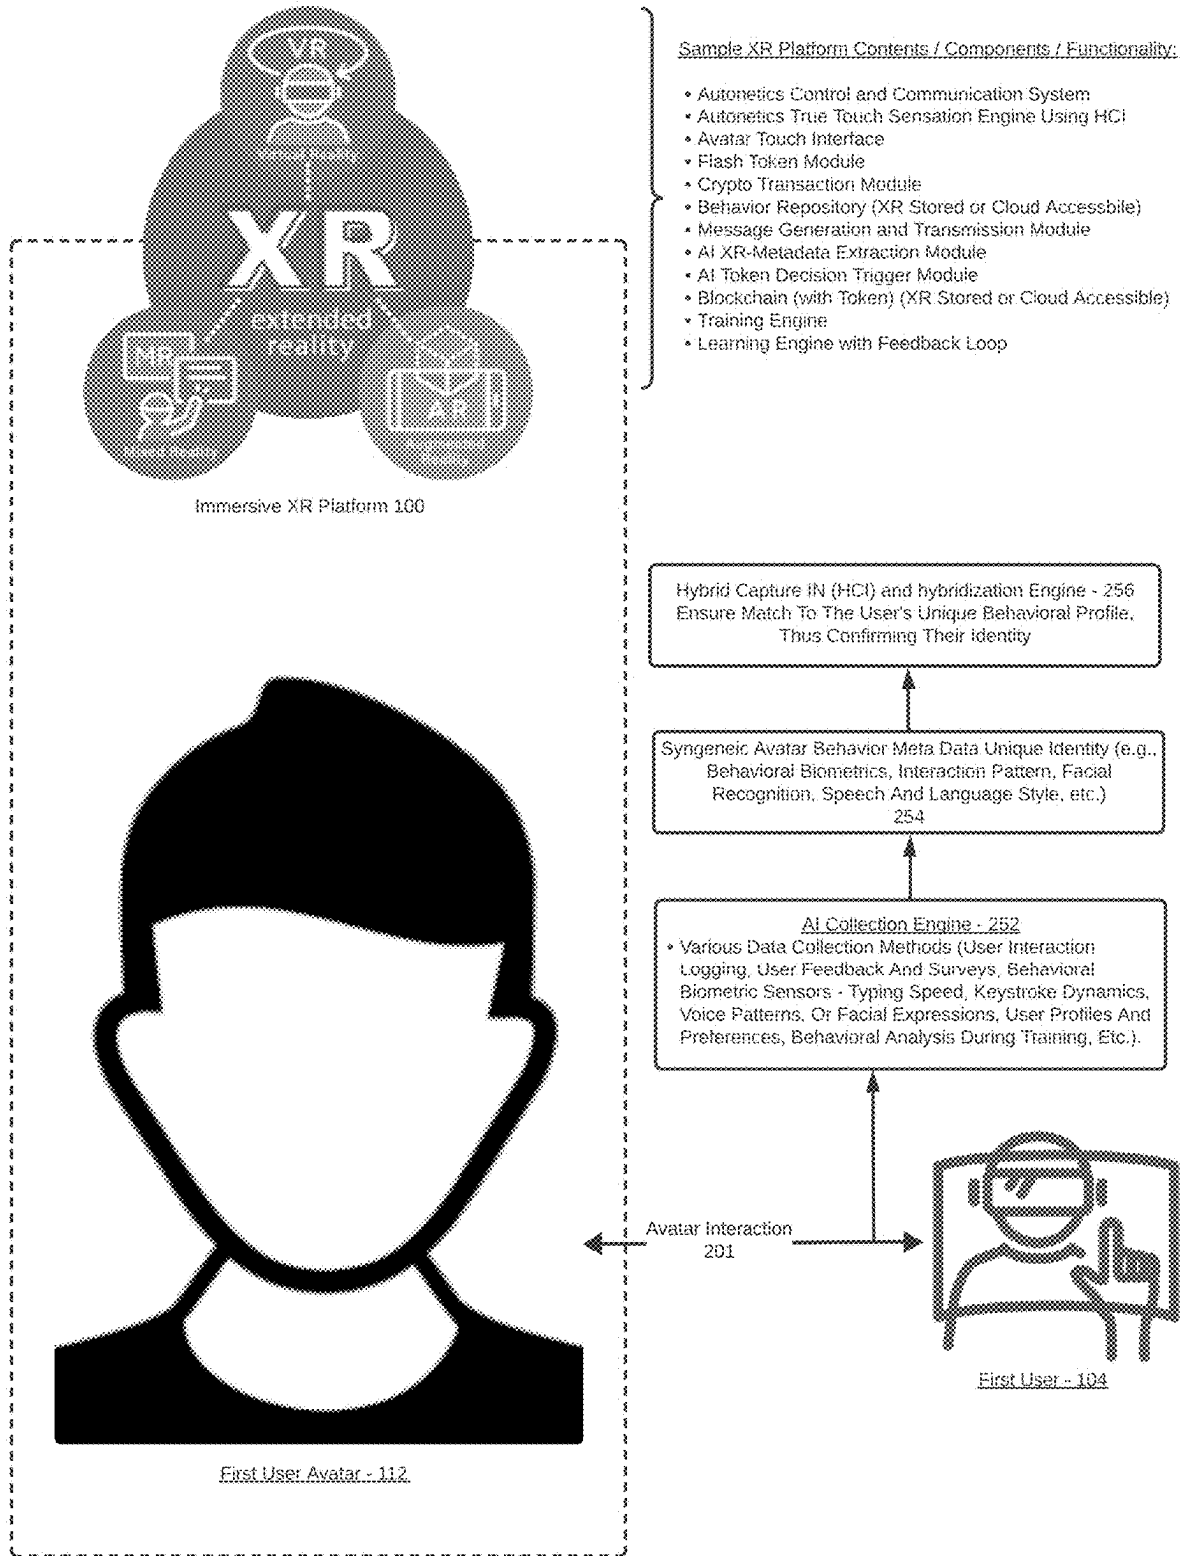 VR
Virtual Reality
XR
extended
reality
MR
Mixed Reality
AR
Immersive XR Platform 100
Sample XR Platform Contents / Components / Functionality:
• Autonetics Control and Communication System
• Autonetics True Touch Sensation Engine Using HCI
• Avatar Touch Interface
• Flash Token Module
• Crypto Transaction Module
• Behavior Repository (XR Stored or Cloud Accessbile)
• Message Generation and Transmission Module
• AI XR-Metadata Extraction Module
• AI Token Decision Trigger Module
• Blockchain (with Token) (XR Stored or Cloud Accessible)
• Training Engine
• Learning Engine with Feedback Loop
Hybrid Capture IN (HCI) and hybridization Engine - 256
Ensure Match To The User's Unique Behavioral Profile,
Thus Confirming Their Identity
Syngeneic Avatar Behavior Meta Data Unique Identity (e.g.,
Behavioral Biometrics, Interaction Pattern, Facial
Recognition, Speech And Language Style, etc.)
254
AI Collection Engine - 252
• Various Data Collection Methods (User Interaction
Logging, User Feedback And Surveys, Behavioral
Biometric Sensors - Typing Speed, Keystroke Dynamics,
Voice Patterns, Or Facial Expressions, User Profiles And
Preferences, Behavioral Analysis During Training, Etc.).
Avatar Interaction
201
First User - 104
First User Avatar - 112